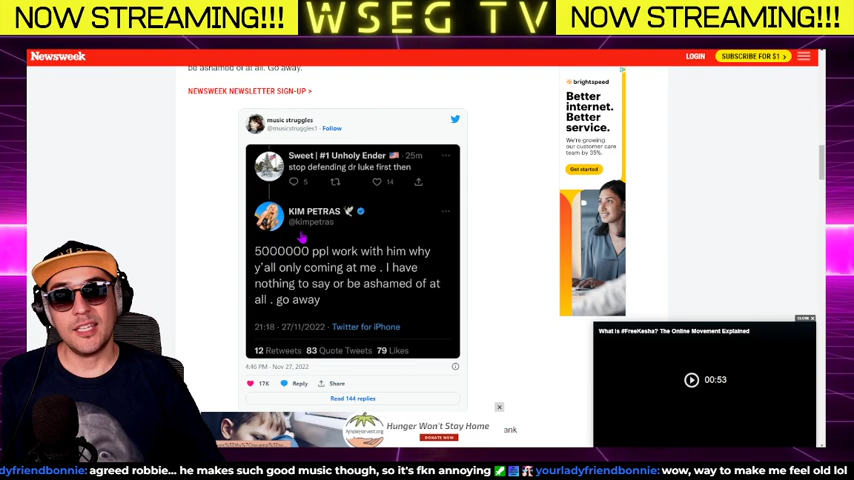 NOW STREAMING!!!
WSEG TV
NOW STREAMING!!!
Newsweek
LOGIN
SUBSCRIBE FOR $1 >
be ashamed of at all. Go away.
NEWSWEEK NEWSLETTER SIGN-UP >
music struggles
@musicstruggles1 · Follow
Sweet | #1 Unholy Ender 🇺🇸 · 25m
stop defending dr luke first then
5
14
KIM PETRAS 🕊
@kimpetras
5000000 ppl work with him why
y'all only coming at me . I have
nothing to say or be ashamed of at
all . go away
21:18 · 27/11/2022 · Twitter for iPhone
12 Retweets 83 Quote Tweets 79 Likes
4:46 PM · Nov 27, 2022
17K Reply Share
Read 144 replies
brightspeed
Better
internet.
Better
service.
We're growing
our customer care
team by 35%.
Get started
CLOSE X
What is #FreeKesha? The Online Movement Explained
00:53
Hunger Won't Stay Home
DONATE NOW
ank
dyfriendbonnie: agreed robbie... he makes such good music though, so it's fkn annoying
yourladyfriendbonnie: wow, way to make me feel old lol